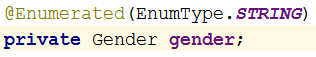 @Enumerated(EnumType.STRING)
private Gender gender;